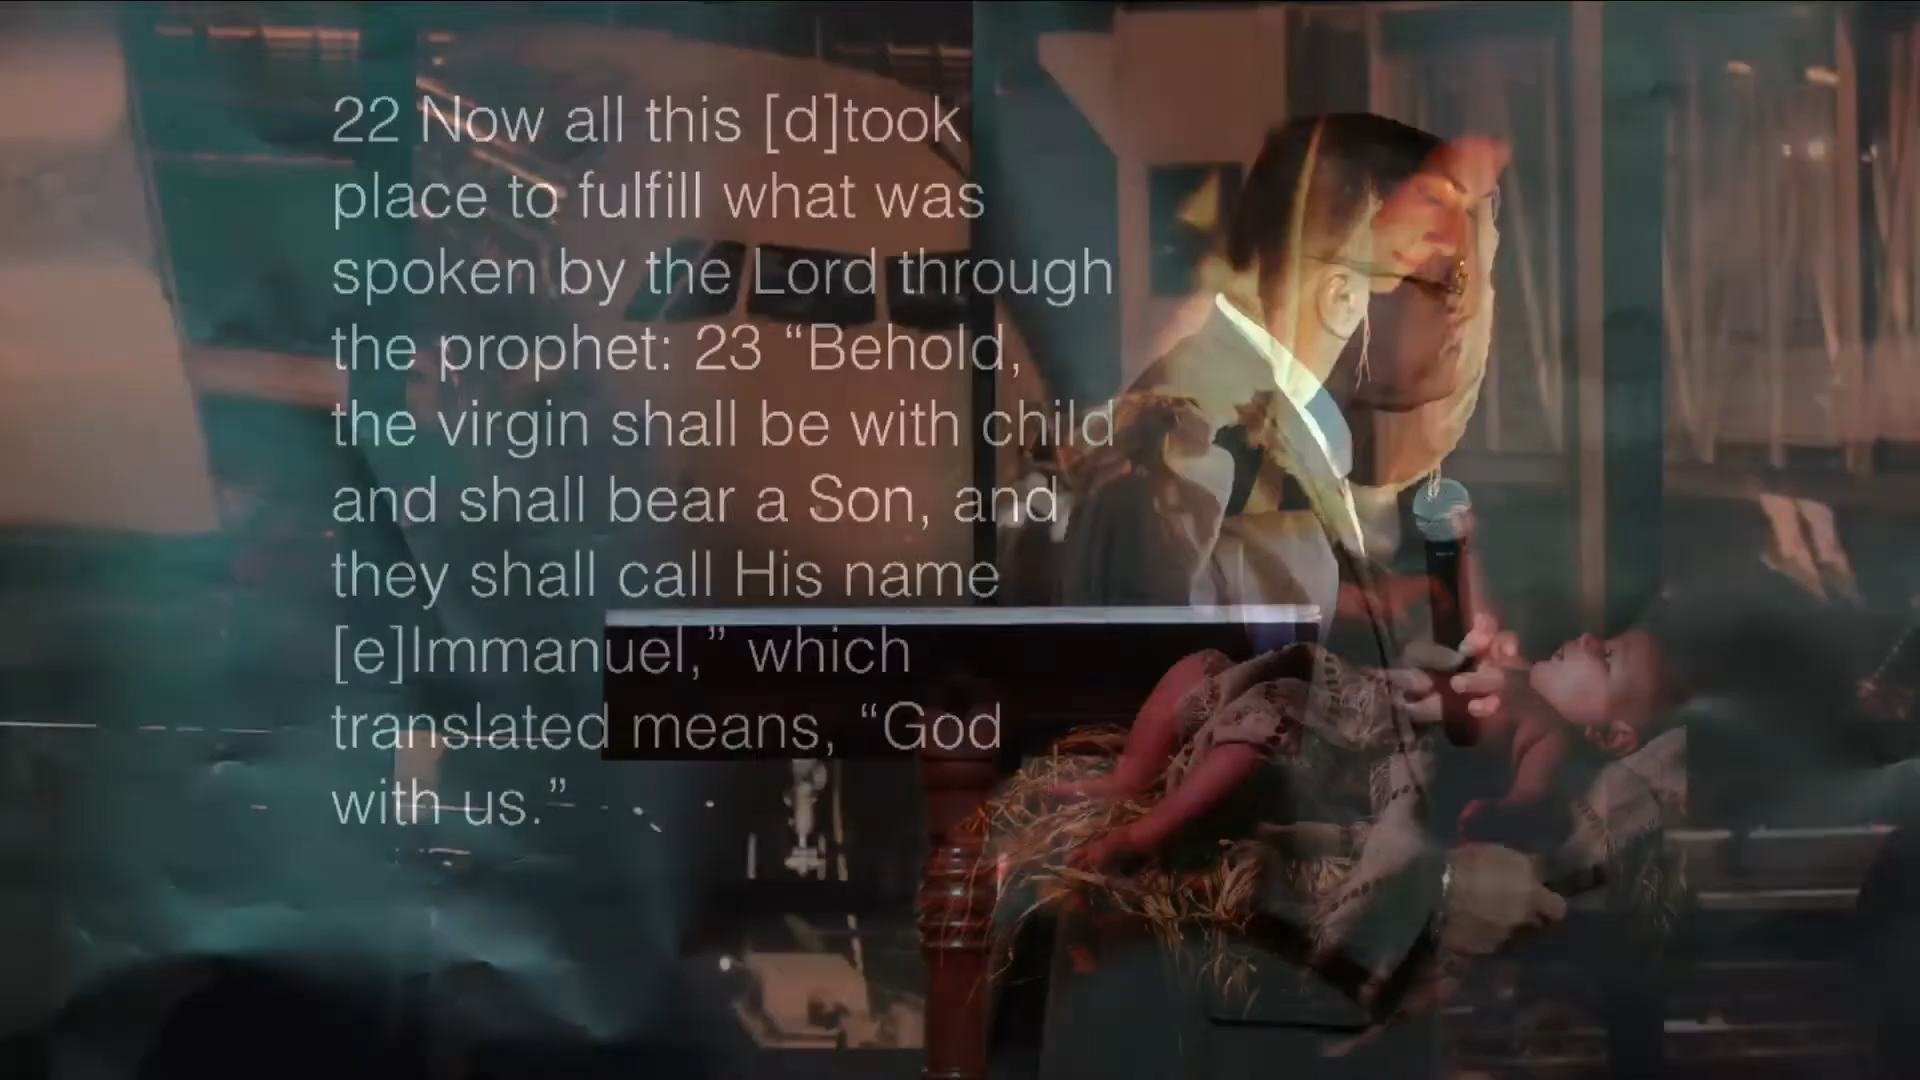 22 Now all this [d]took
place to fulfill what was
spoken by the Lord through
the prophet: 23 “Behold,
the virgin shall be with child
and shall bear a Son, and
they shall call His name
[e]Immanuel,” which
translated means, “God
with us.”